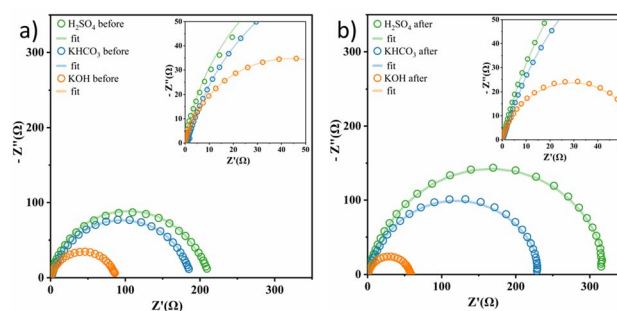 a)
H₂SO₄ before
fit
KHCO₃ before
fit
KOH before
fit
- Z''(Ω)
300
200
100
0
0
100
200
300
Z'(Ω)
- Z''(Ω)
50
40
30
20
10
0
0
10
20
30
40
50
Z'(Ω)
b)
H₂SO₄ after
fit
KHCO₃ after
fit
KOH after
fit
- Z''(Ω)
300
200
100
0
0
100
200
300
Z'(Ω)
- Z''(Ω)
50
40
30
20
10
0
0
10
20
30
40
50
Z'(Ω)